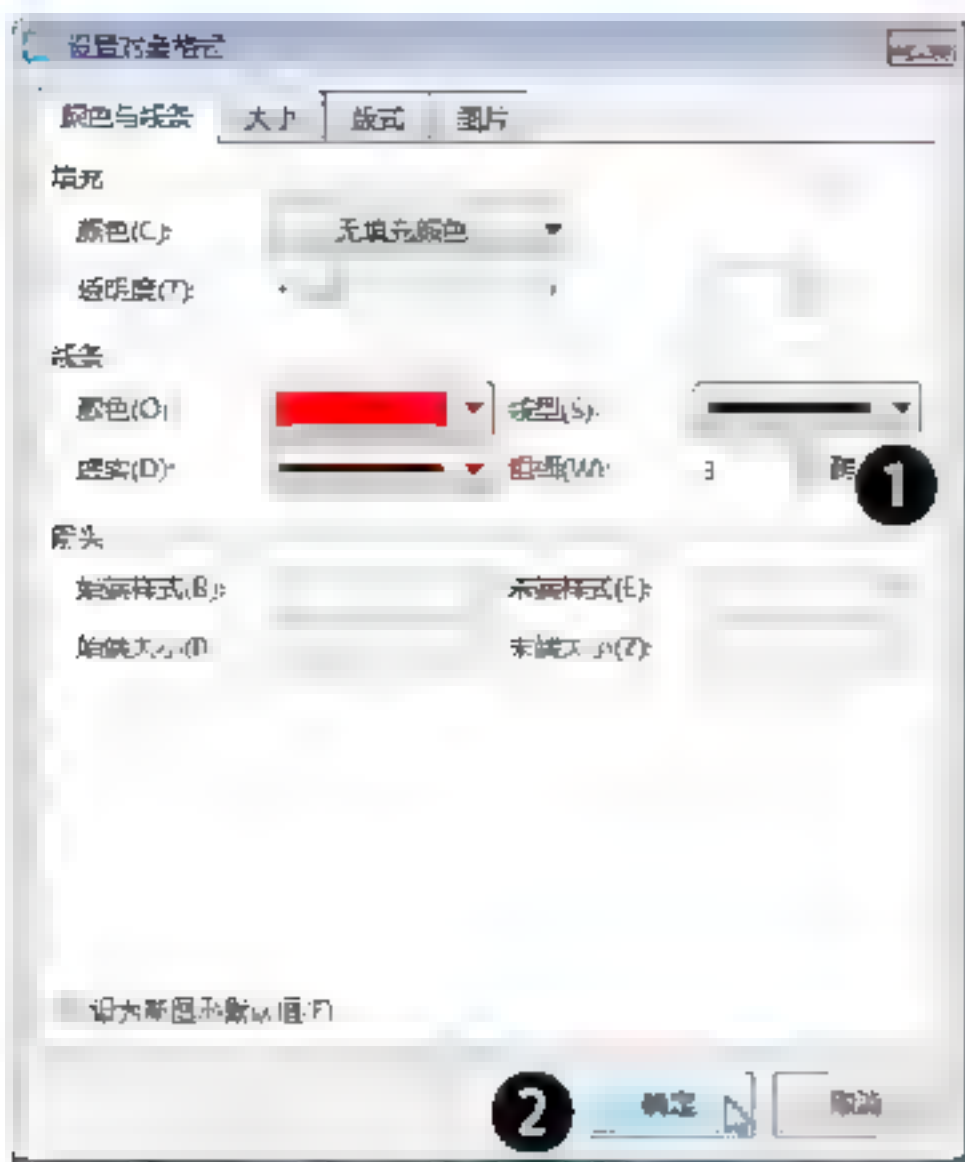 设置对象格式
颜色与线条 大小 版式 图片
填充
颜色(C): 无填充颜色
透明度(T):
线条
颜色(O) 线型(S):
虚实(D): 粗细(W): 3 磅
1
箭头
始端样式(B): 末端样式(E):
始端大小(I) 末端大小(Z):
设为新图形默认值(F)
2 确定 取消